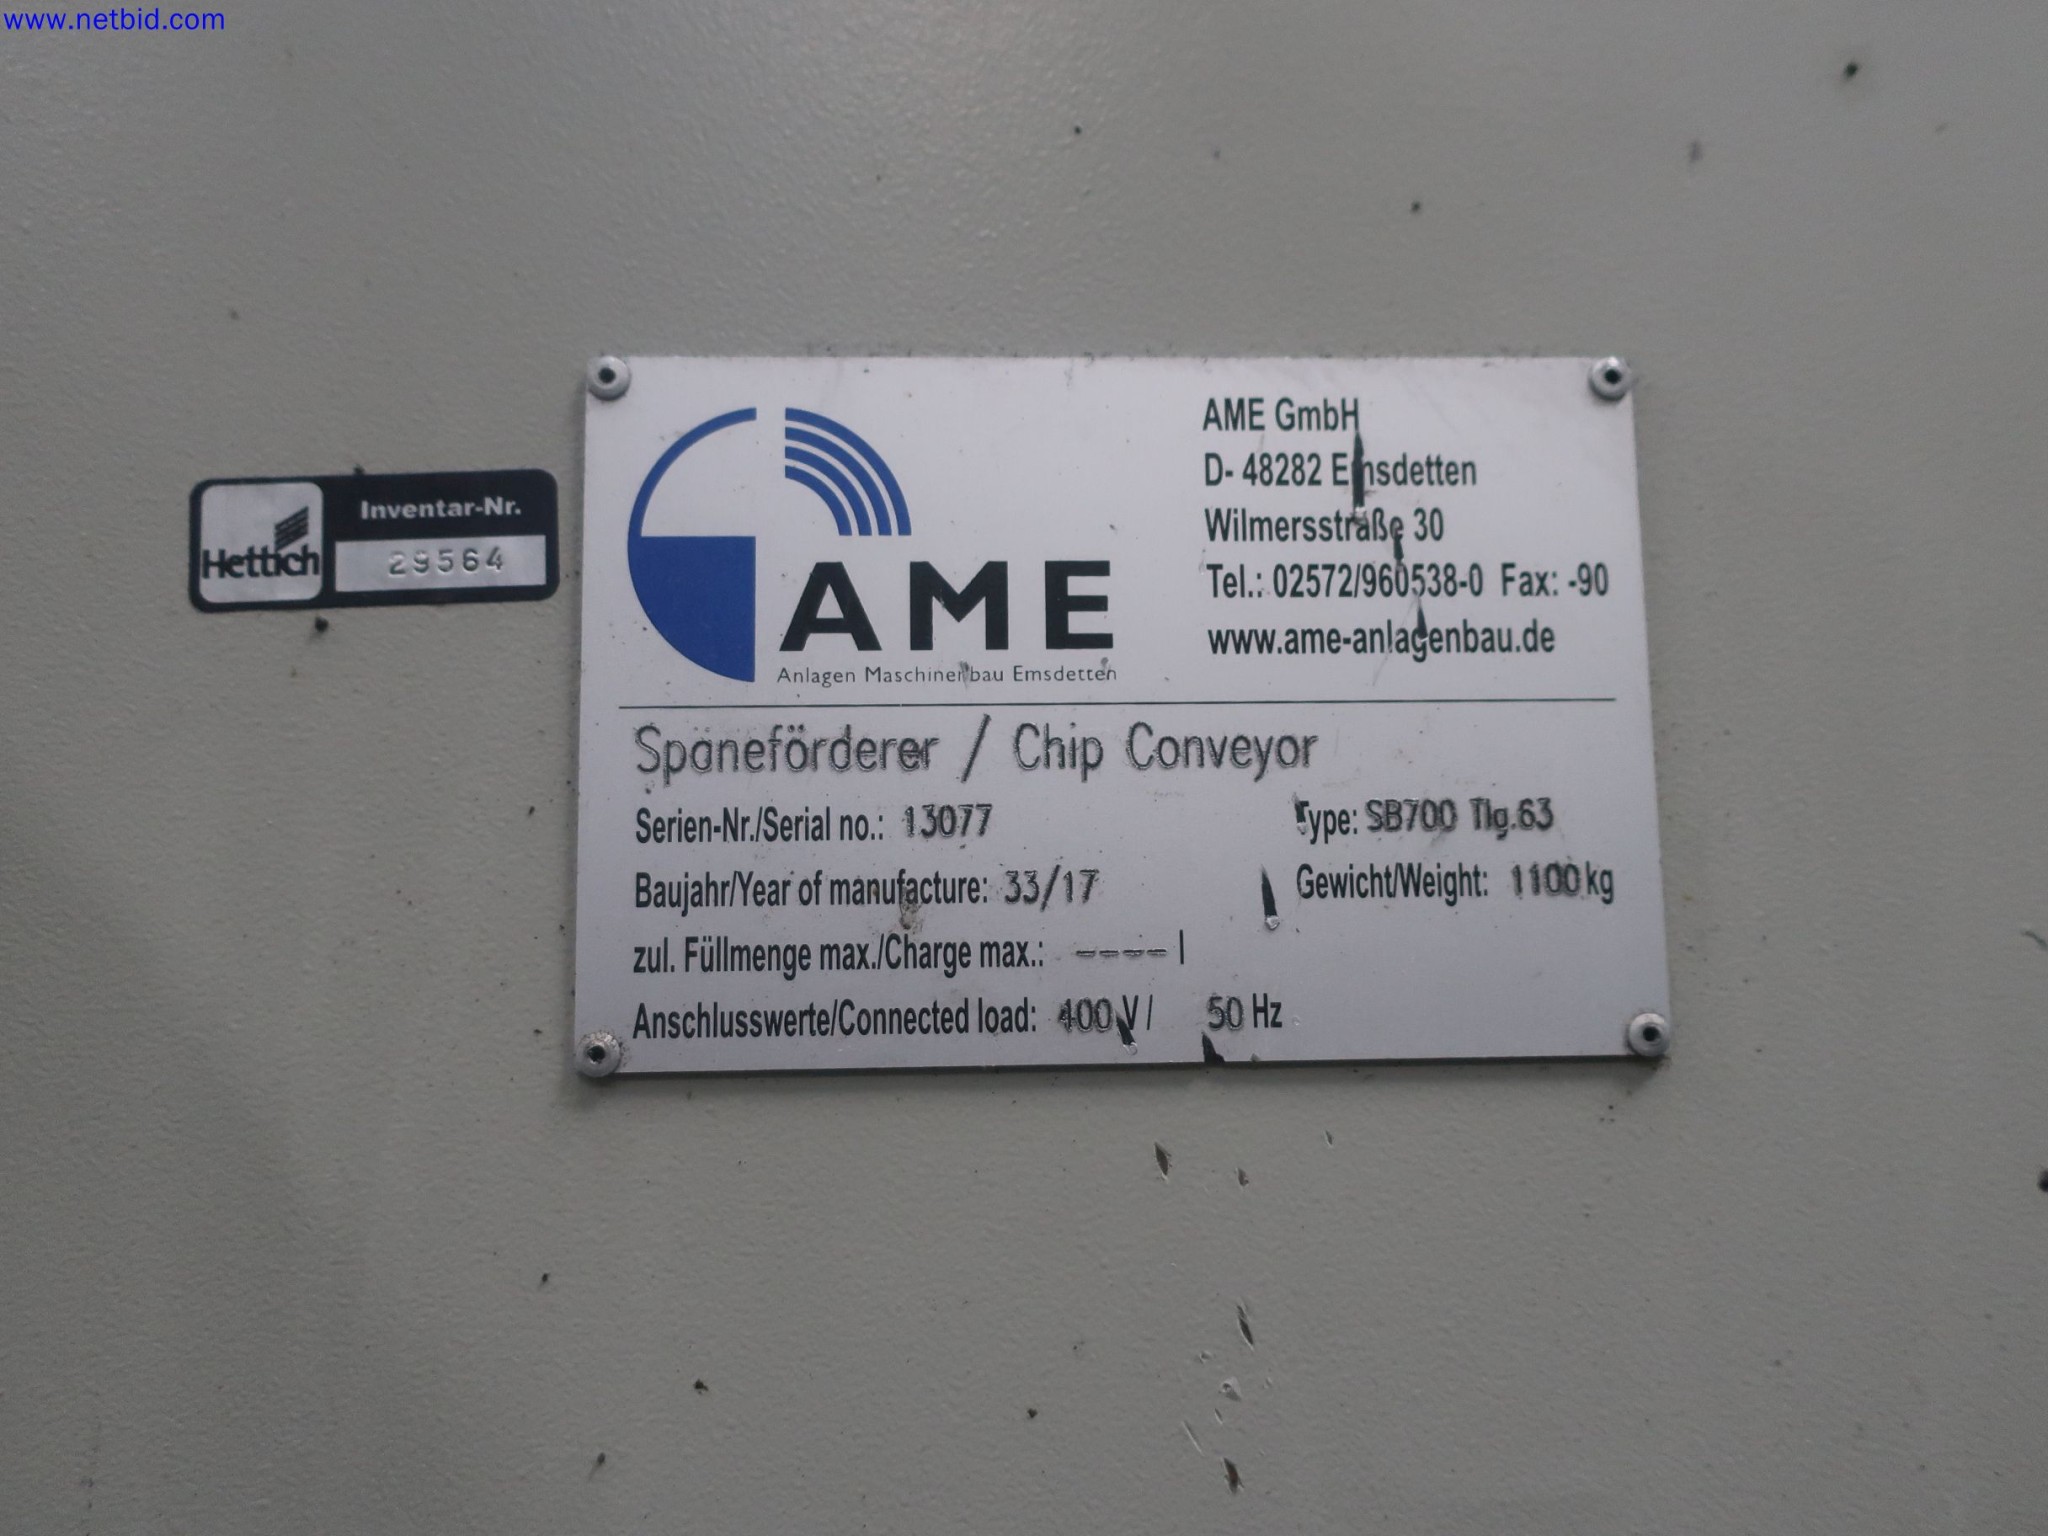 www.netbid.com
Hettich
Inventar-Nr.
29564
AME
Anlagen Maschinenbau Emsdetten
AME GmbH
D- 48282 Emsdetten
Wilmersstraße 30
Tel.: 02572/960538-0 Fax: -90
www.ame-anlagenbau.de
Späneförderer / Chip Conveyor
Serien-Nr./Serial no.: 13077 Type: SB700 Tlg.63
Baujahr/Year of manufacture: 33/17 Gewicht/Weight: 1100 kg
zul. Füllmenge max./Charge max.: ---- l
Anschlusswerte/Connected load: 400 V / 50 Hz